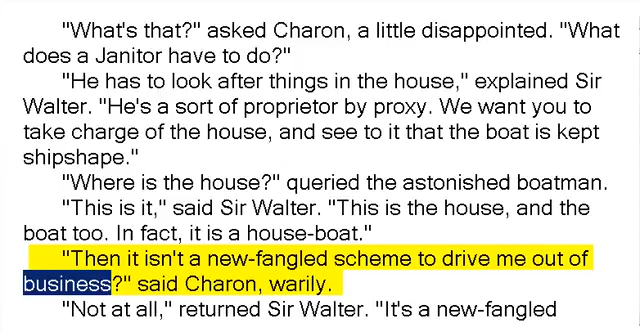 "What's that?" asked Charon, a little disappointed. "What
does a Janitor have to do?"
"He has to look after things in the house," explained Sir
Walter. "He's a sort of proprietor by proxy. We want you to
take charge of the house, and see to it that the boat is kept
shipshape."
"Where is the house?" queried the astonished boatman.
"This is it," said Sir Walter. "This is the house, and the
boat too. In fact, it is a house-boat."
"Then it isn't a new-fangled scheme to drive me out of
business?" said Charon, warily.
"Not at all," returned Sir Walter. "It's a new-fangled